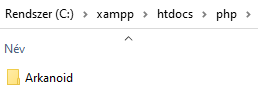 Rendszer (C:) > xampp > htdocs > php >
Név
Arkanoid